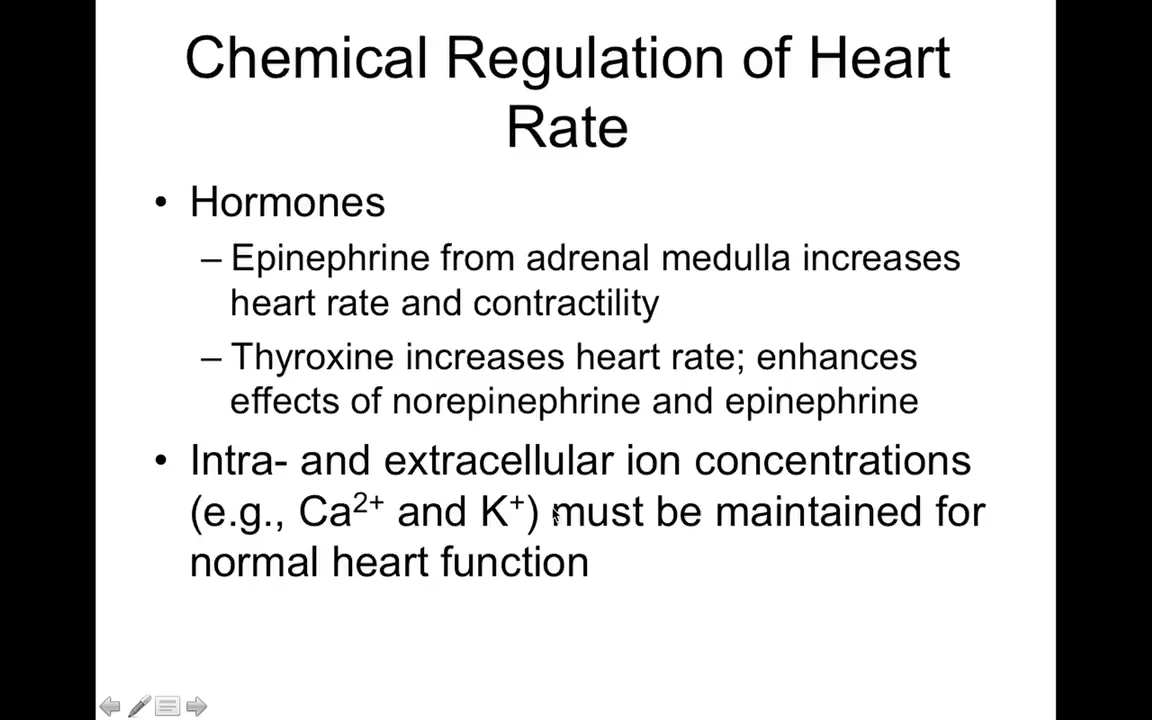 Chemical Regulation of Heart
Rate
• Hormones
– Epinephrine from adrenal medulla increases
heart rate and contractility
– Thyroxine increases heart rate; enhances
effects of norepinephrine and epinephrine
• Intra- and extracellular ion concentrations
(e.g., Ca²⁺ and K⁺) must be maintained for
normal heart function